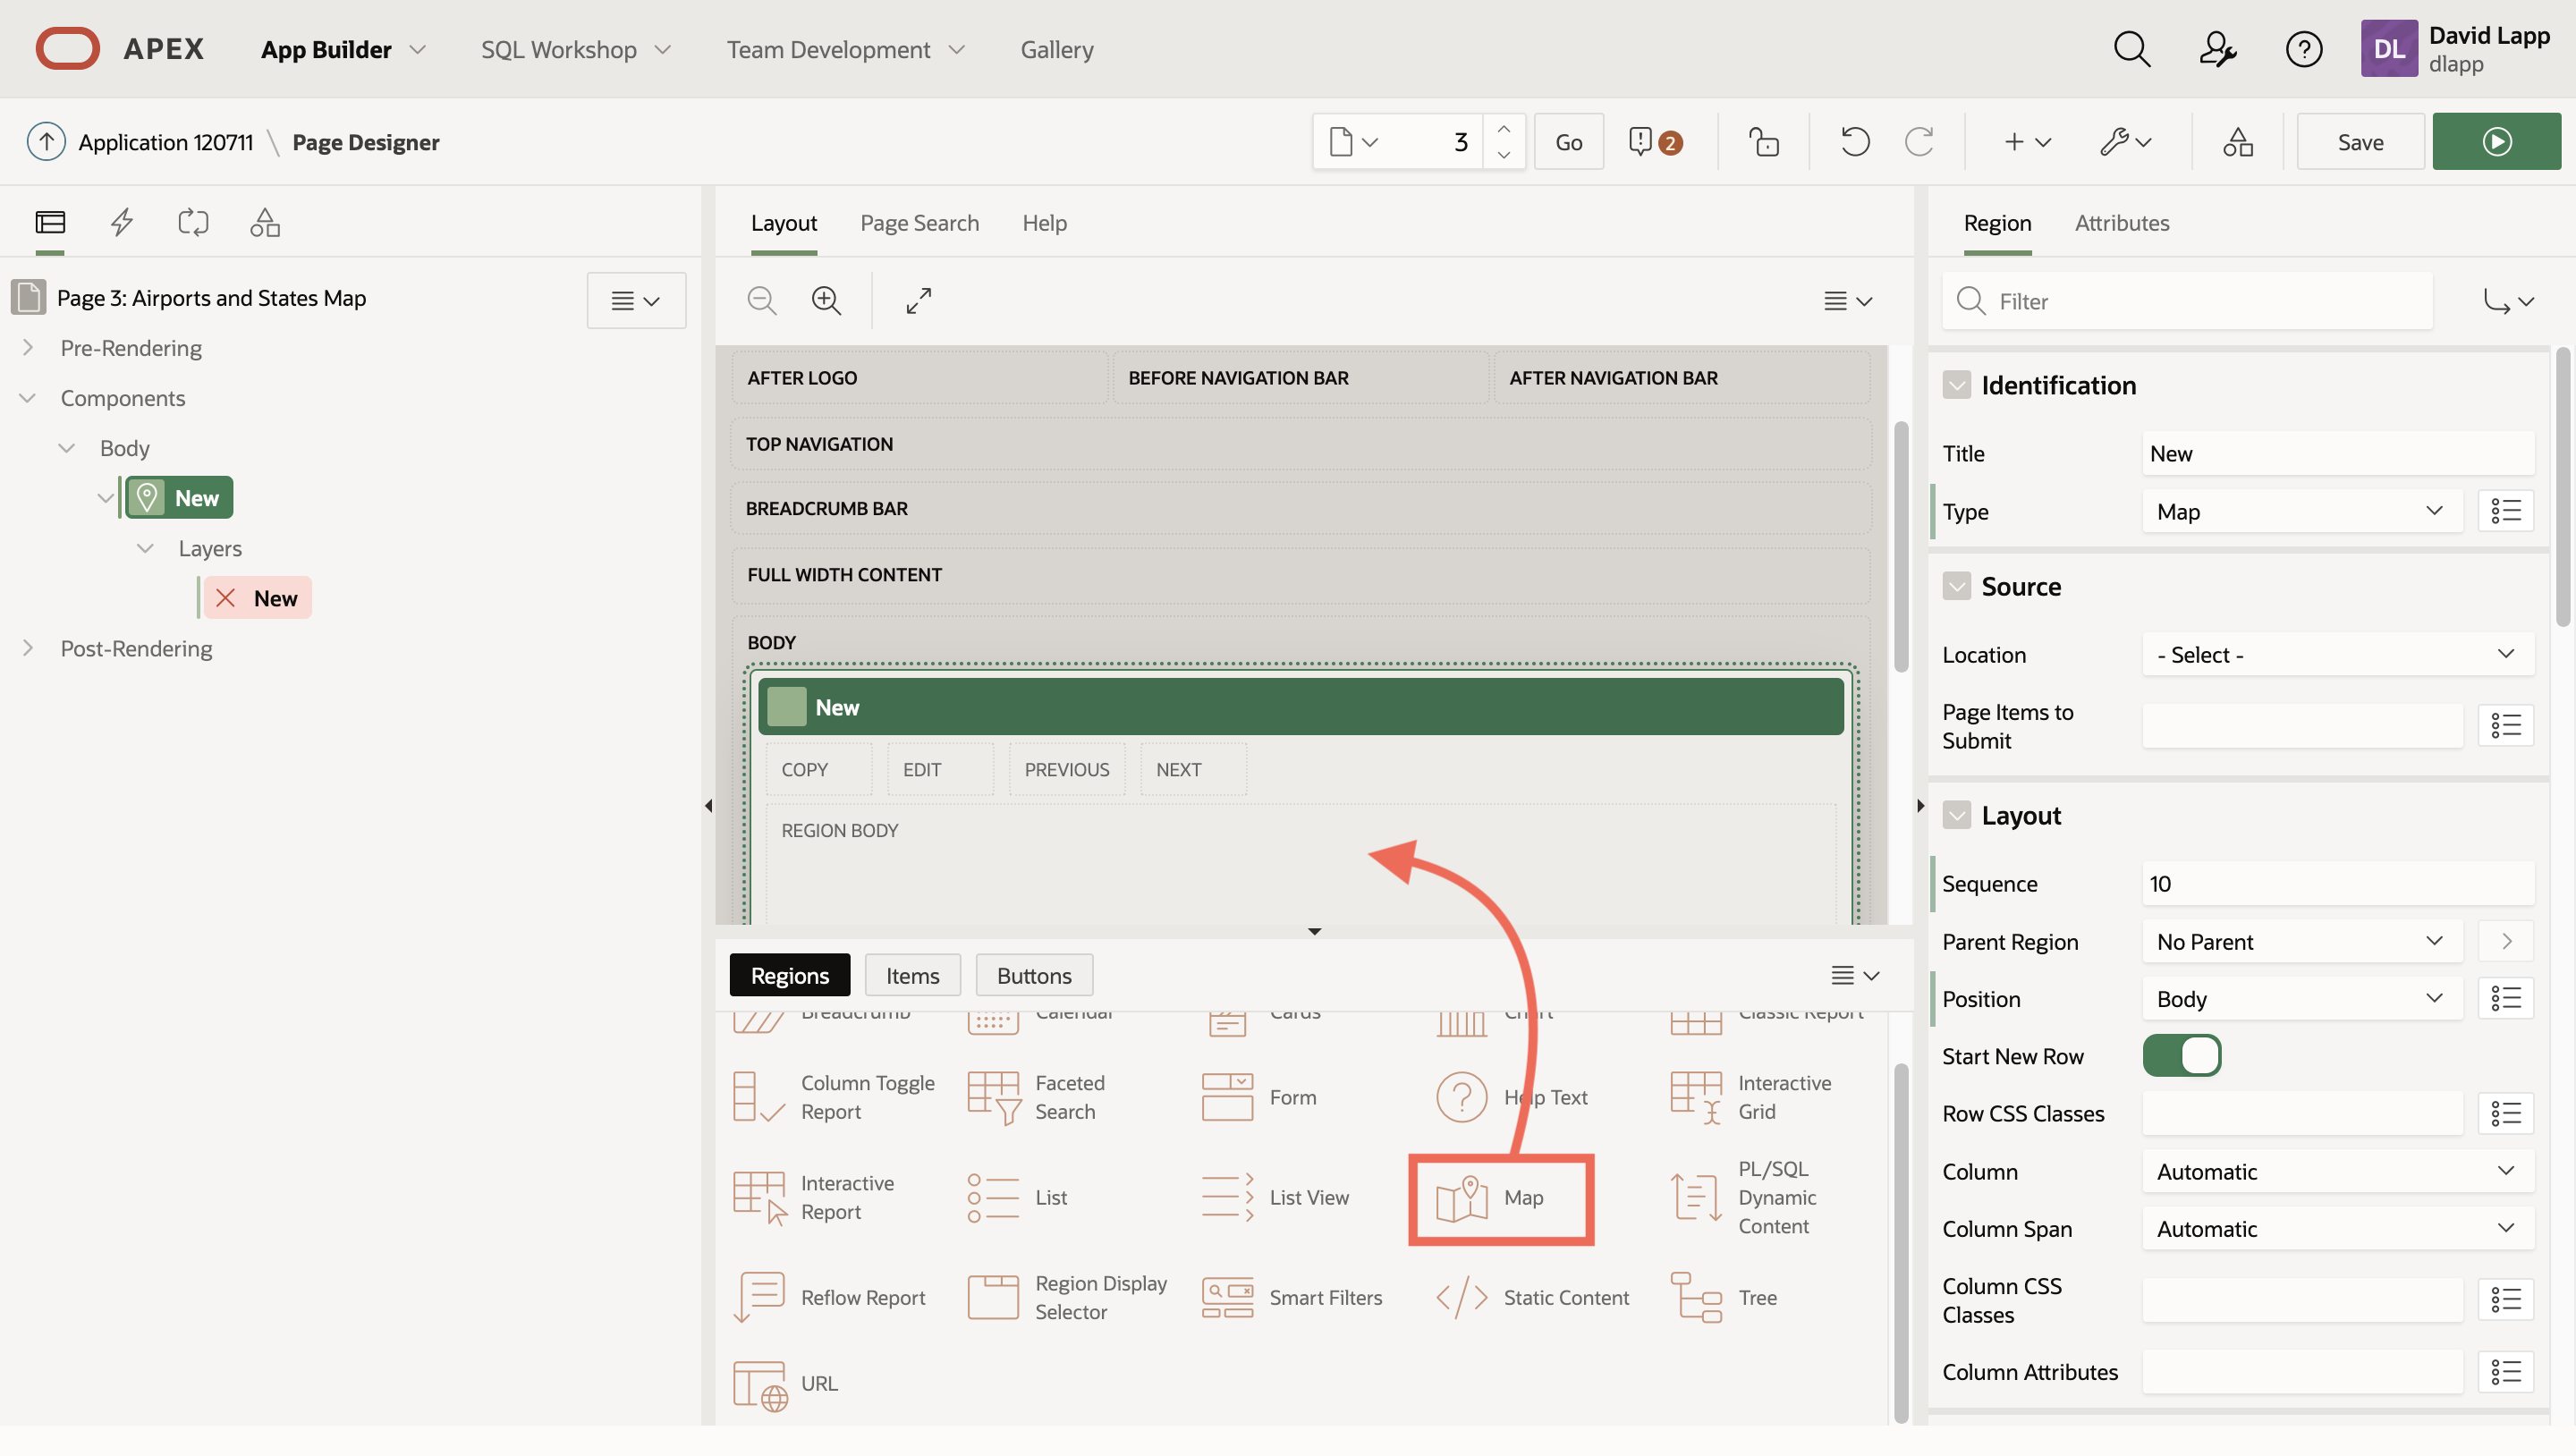 APEX
App Builder
SQL Workshop
Team Development
Gallery
DL
David Lapp
dlapp
Application 120711 \ Page Designer
3
Go
2
Save
Layout
Page Search
Help
Region
Attributes
Page 3: Airports and States Map
Pre-Rendering
Components
Body
New
Layers
New
Post-Rendering
AFTER LOGO
BEFORE NAVIGATION BAR
AFTER NAVIGATION BAR
TOP NAVIGATION
BREADCRUMB BAR
FULL WIDTH CONTENT
BODY
New
COPY
EDIT
PREVIOUS
NEXT
REGION BODY
Regions
Items
Buttons
Breadcrumb
Calendar
Cards
Chart
Classic Report
Column Toggle
Report
Faceted
Search
Form
Help Text
Interactive
Grid
Interactive
Report
List
List View
Map
PL/SQL
Dynamic
Content
Reflow Report
Region Display
Selector
Smart Filters
Static Content
Tree
URL
Filter
Identification
Title
New
Type
Map
Source
Location
- Select -
Page Items to
Submit
Layout
Sequence
10
Parent Region
No Parent
Position
Body
Start New Row
Row CSS Classes
Column
Automatic
Column Span
Automatic
Column CSS
Classes
Column Attributes